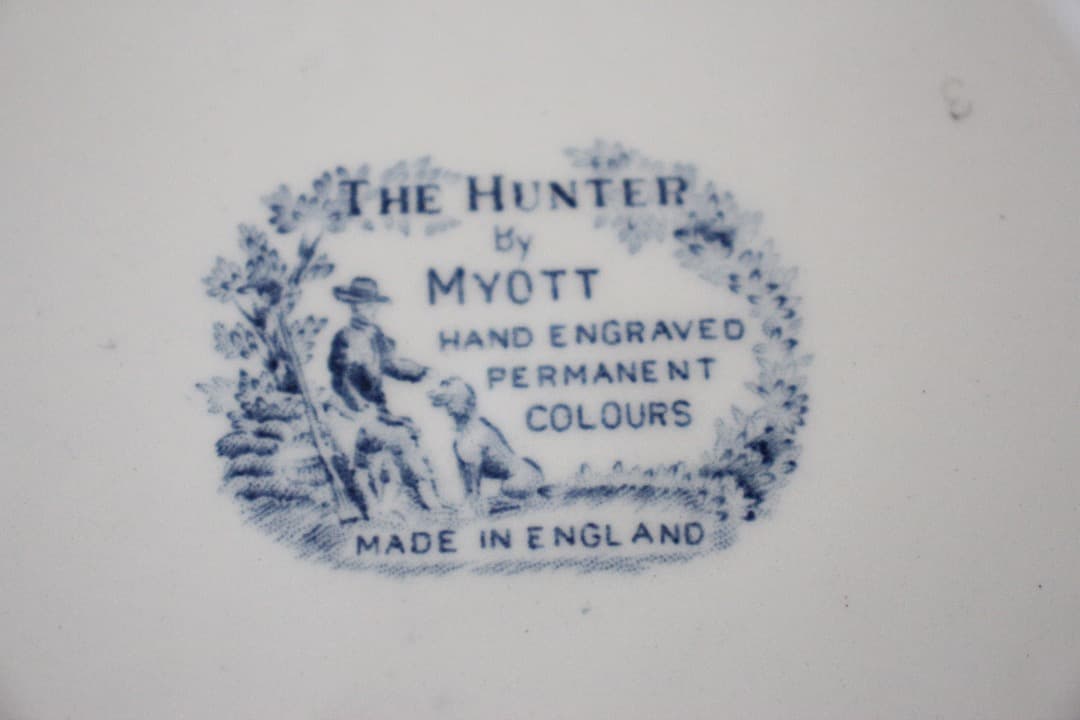 THE HUNTER
By
MYOTT
HAND ENGRAVED
PERMANENT
COLOURS
MADE IN ENGLAND